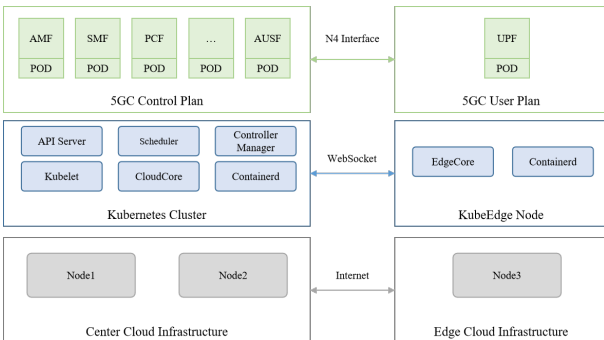 AMF SMF PCF ... AUSF
POD POD POD POD POD
5GC Control Plan
N4 Interface
UPF
POD
5GC User Plan
API Server Scheduler Controller
Manager
Kubelet CloudCore Containerd
Kubernetes Cluster
WebSocket
EdgeCore Containerd
KubeEdge Node
Node1 Node2
Center Cloud Infrastructure
Internet
Node3
Edge Cloud Infrastructure